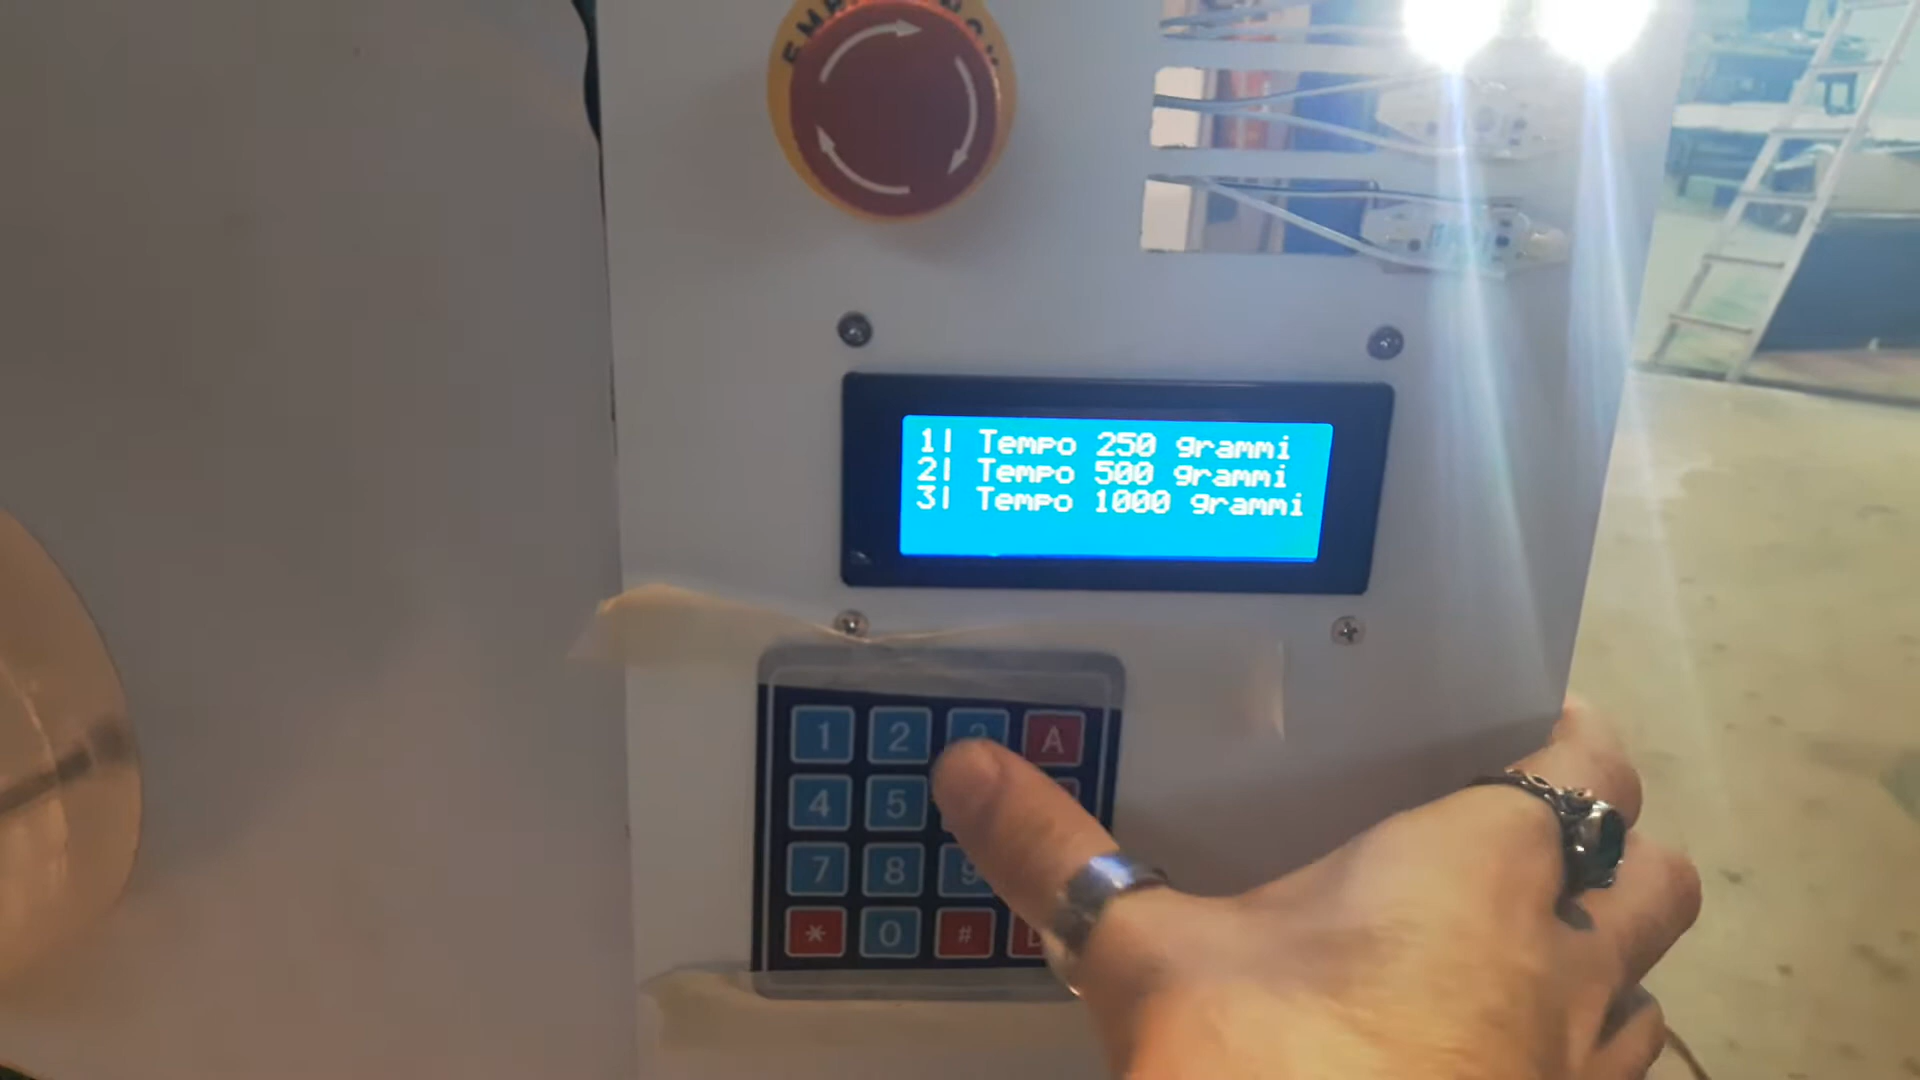 1| Tempo 250 grammi
2| Tempo 500 grammi
3| Tempo 1000 grammi
1 2 3 A
4 5
7 8 9
* 0 #